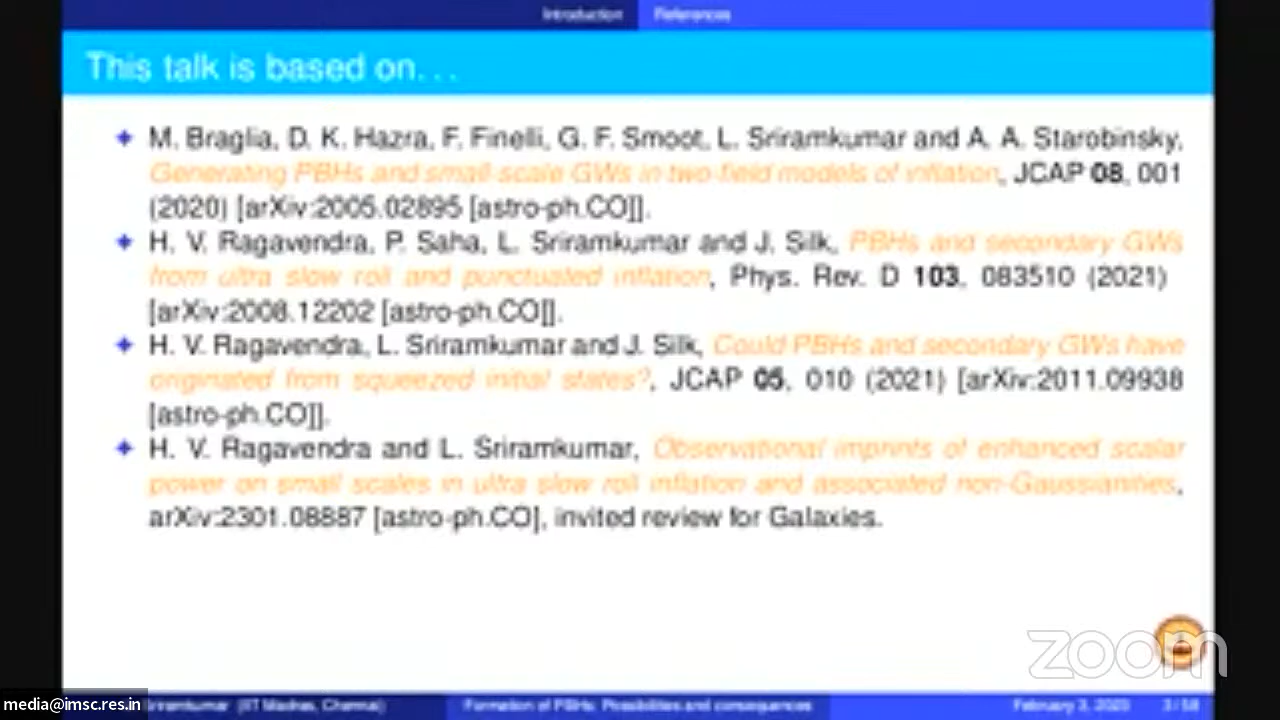 Introduction References
This talk is based on. . .
✦ M. Braglia, D. K. Hazra, F. Finelli, G. F. Smoot, L. Sriramkumar and A. A. Starobinsky,
Generating PBHs and small-scale GWs in two-field models of inflation, JCAP 08, 001
(2020) [arXiv:2005.02895 [astro-ph.CO]].
✦ H. V. Ragavendra, P. Saha, L. Sriramkumar and J. Silk, PBHs and secondary GWs
from ultra slow roll and punctuated inflation, Phys. Rev. D 103, 083510 (2021)
[arXiv:2008.12202 [astro-ph.CO]].
✦ H. V. Ragavendra, L. Sriramkumar and J. Silk, Could PBHs and secondary GWs have
originated from squeezed initial states?, JCAP 05, 010 (2021) [arXiv:2011.09938
[astro-ph.CO]].
✦ H. V. Ragavendra and L. Sriramkumar, Observational imprints of enhanced scalar
power on small scales in ultra slow roll inflation and associated non-Gaussianities,
arXiv:2301.08887 [astro-ph.CO], invited review for Galaxies.
zoom
media@imsc.res.in Sriramkumar (IIT Madras, Chennai) Formation of PBHs: Possibilities and consequences February 3, 2023 3/58